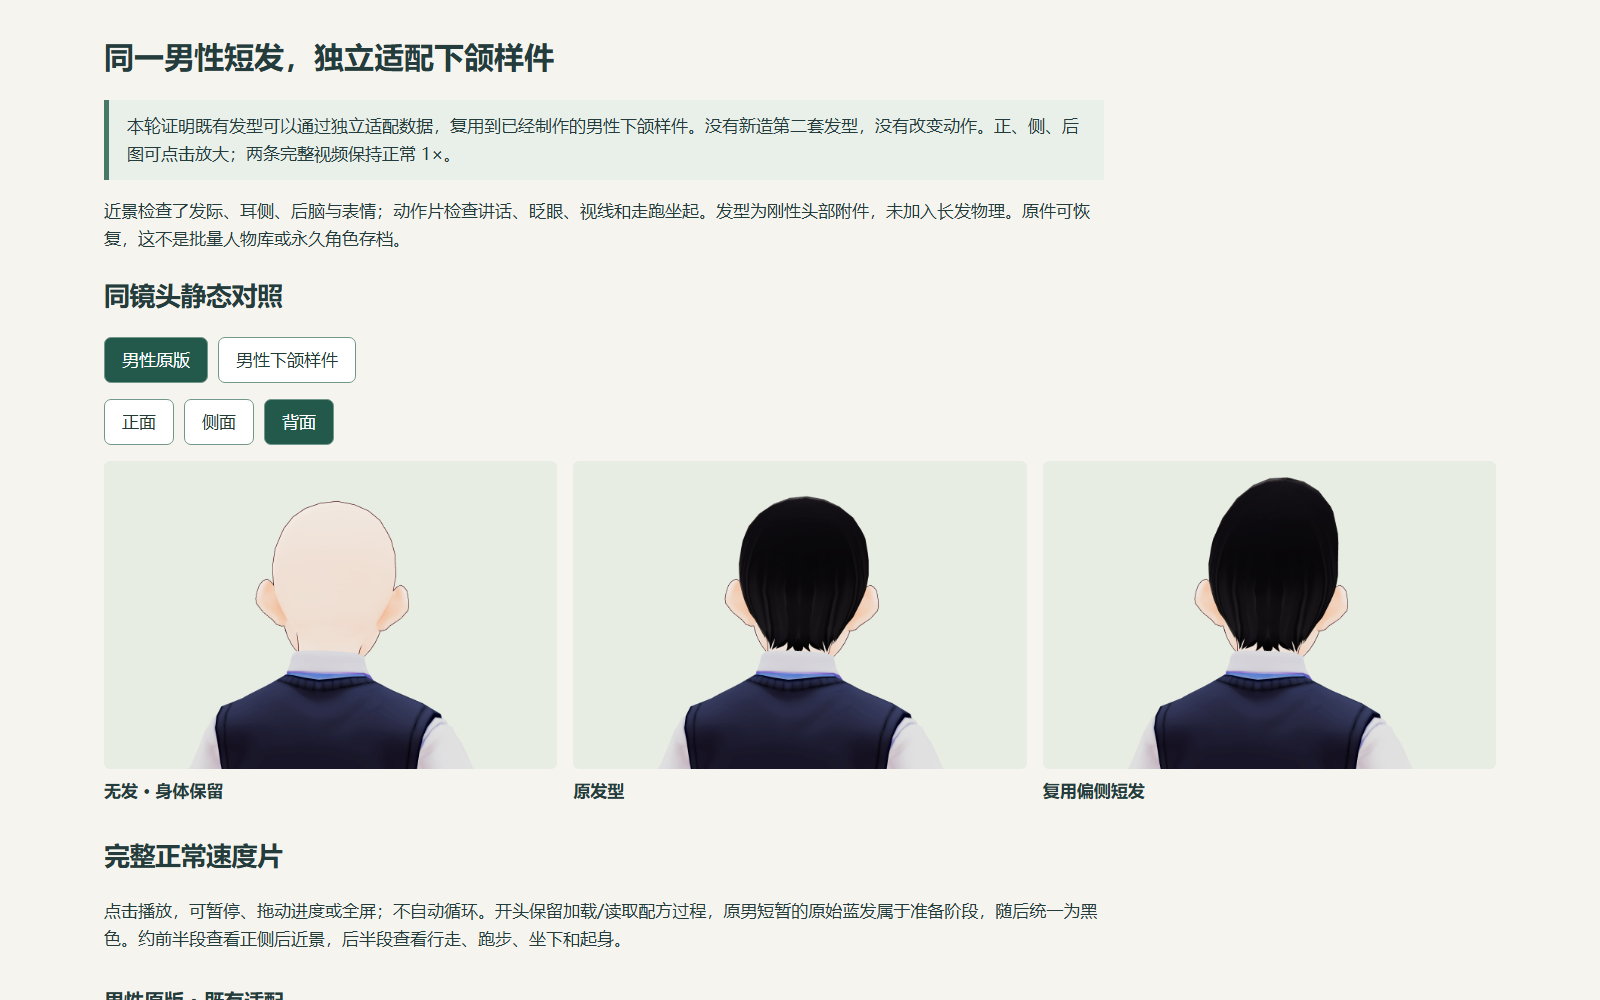 同一男性短发，独立适配下颌样件
本轮证明既有发型可以通过独立适配数据，复用到已经制作的男性下颌样件。没有新造第二套发型，没有改变动作。正、侧、后
图可点击放大；两条完整视频保持正常 1×。
近景检查了发际、耳侧、后脑与表情；动作片检查讲话、眨眼、视线和走跑坐起。发型为刚性头部附件，未加入长发物理。原件可恢
复，这不是批量人物库或永久角色存档。
同镜头静态对照
男性原版
男性下颌样件
正面
侧面
背面
无发・身体保留
原发型
复用偏侧短发
完整正常速度片
点击播放，可暂停、拖动进度或全屏；不自动循环。开头保留加载/读取配方过程，原男短暂的原始蓝发属于准备阶段，随后统一为黑
色。约前半段查看正侧后近景，后半段查看行走、跑步、坐下和起身。
男性原版・既有适配